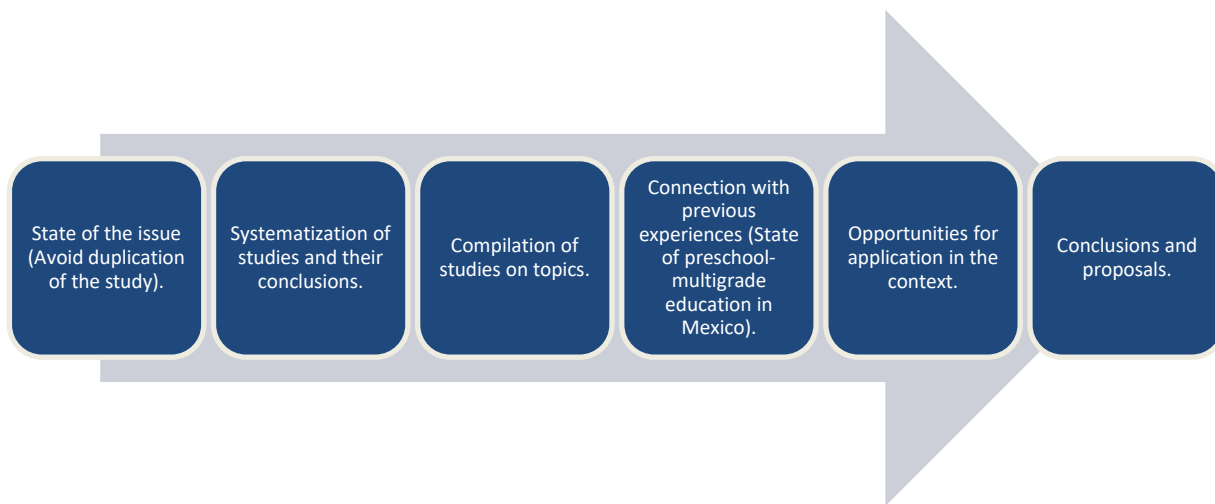 State of the issue
(Avoid duplication
of the study).
Systematization of
studies and their
conclusions.
Compilation of
studies on topics.
Connection with
previous
experiences (State
of preschool-
multigrade
education in
Mexico).
Opportunities for
application in the
context.
Conclusions and
proposals.